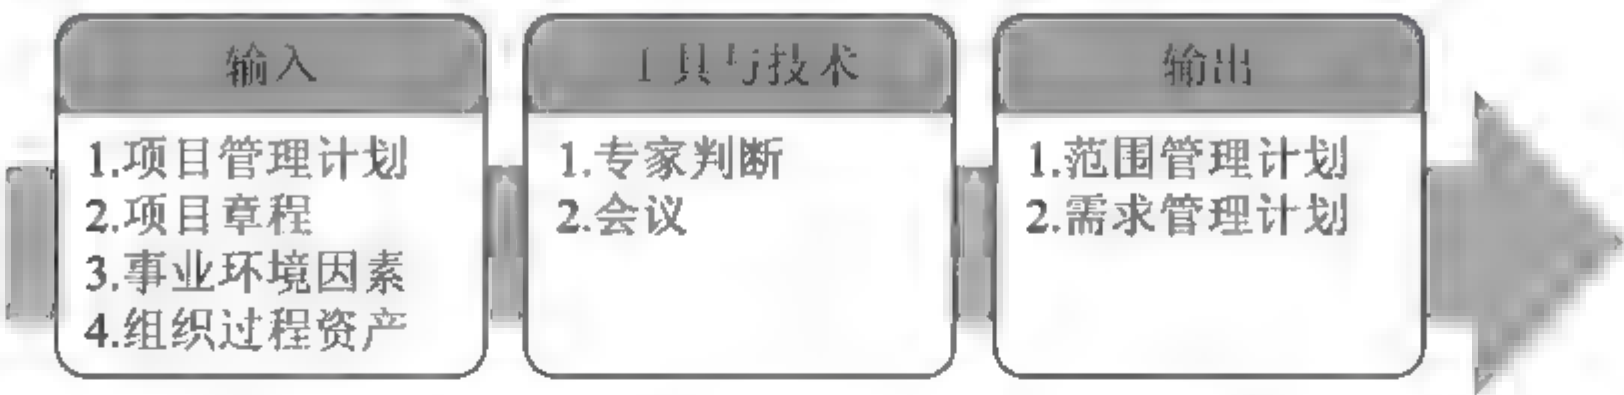 输入
1.项目管理计划
2.项目章程
3.事业环境因素
4.组织过程资产
工具与技术
1.专家判断
2.会议
输出
1.范围管理计划
2.需求管理计划